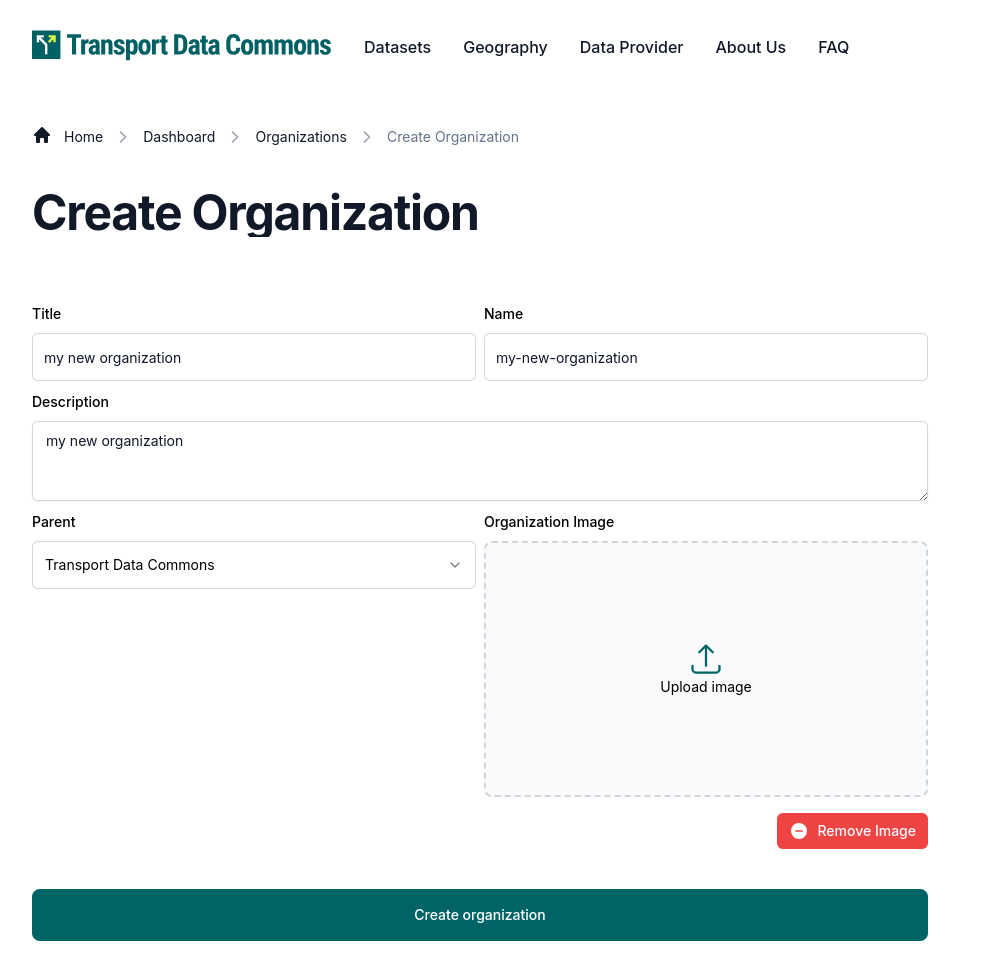 Transport Data Commons Datasets Geography Data Provider About Us FAQ
Home Dashboard Organizations Create Organization
Create Organization
Title Name
my new organization my-new-organization
Description
my new organization
Parent Organization Image
Transport Data Commons
Upload image
Remove Image
Create organization